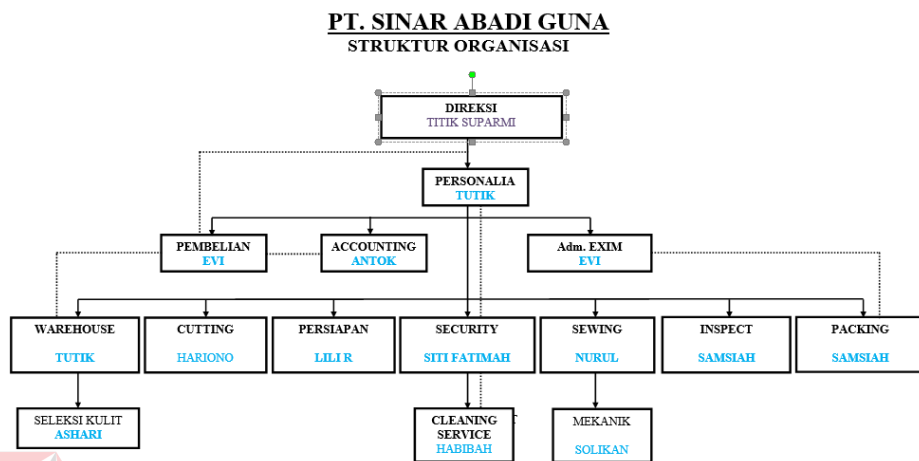 PT. SINAR ABADI GUNA
STRUKTUR ORGANISASI
DIREKSI
TITIK SUPARMI
PERSONALIA
TUTIK
PEMBELIAN
EVI
ACCOUNTING
ANTOK
Adm. EXIM
EVI
WAREHOUSE
TUTIK
CUTTING
HARIONO
PERSIAPAN
LILI R
SECURITY
SITI FATIMAH
SEWING
NURUL
INSPECT
SAMSIAH
PACKING
SAMSIAH
SELEKSI KULIT
ASHARI
CLEANING
SERVICE
HABIBAH
MEKANIK
SOLIKAN